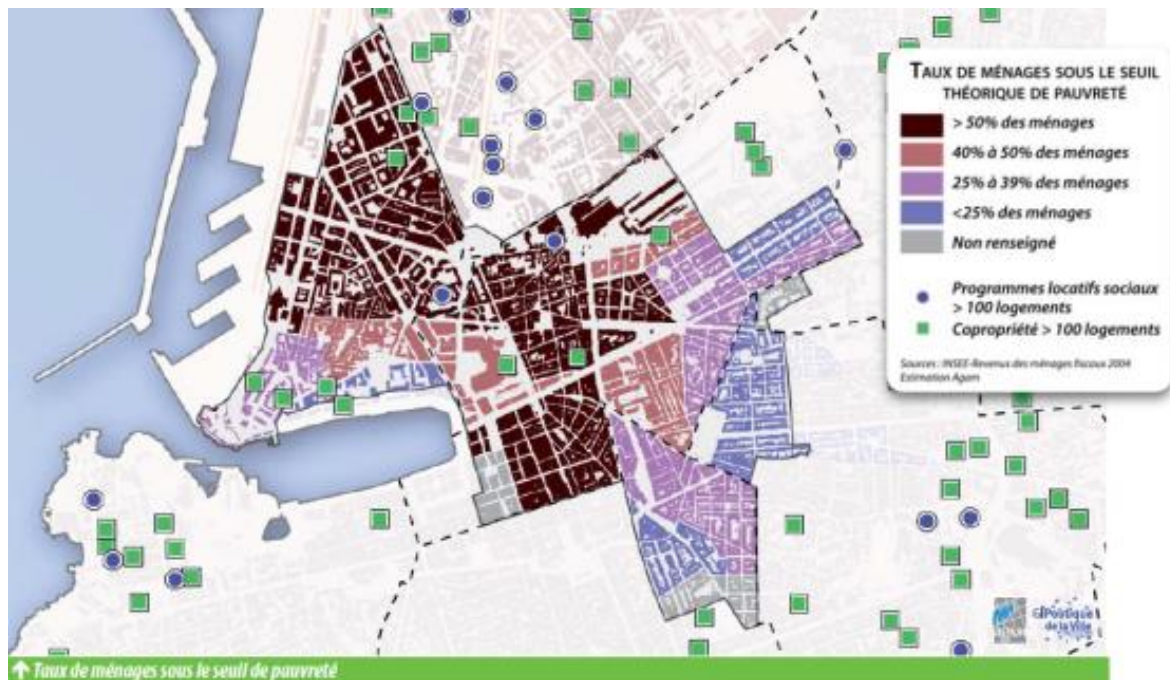 TAUX DE MÉNAGES SOUS LE SEUIL
THÉORIQUE DE PAUVRETÉ
> 50% des ménages
40% à 50% des ménages
25% à 39% des ménages
<25% des ménages
Non renseigné
Programmes locatifs sociaux
> 100 logements
Copropriété > 100 logements
Sources : INSEE-Revenus des ménages fiscaux 2004
Estimation Agam
Politique
de la Ville
Taux de ménages sous le seuil de pauvreté